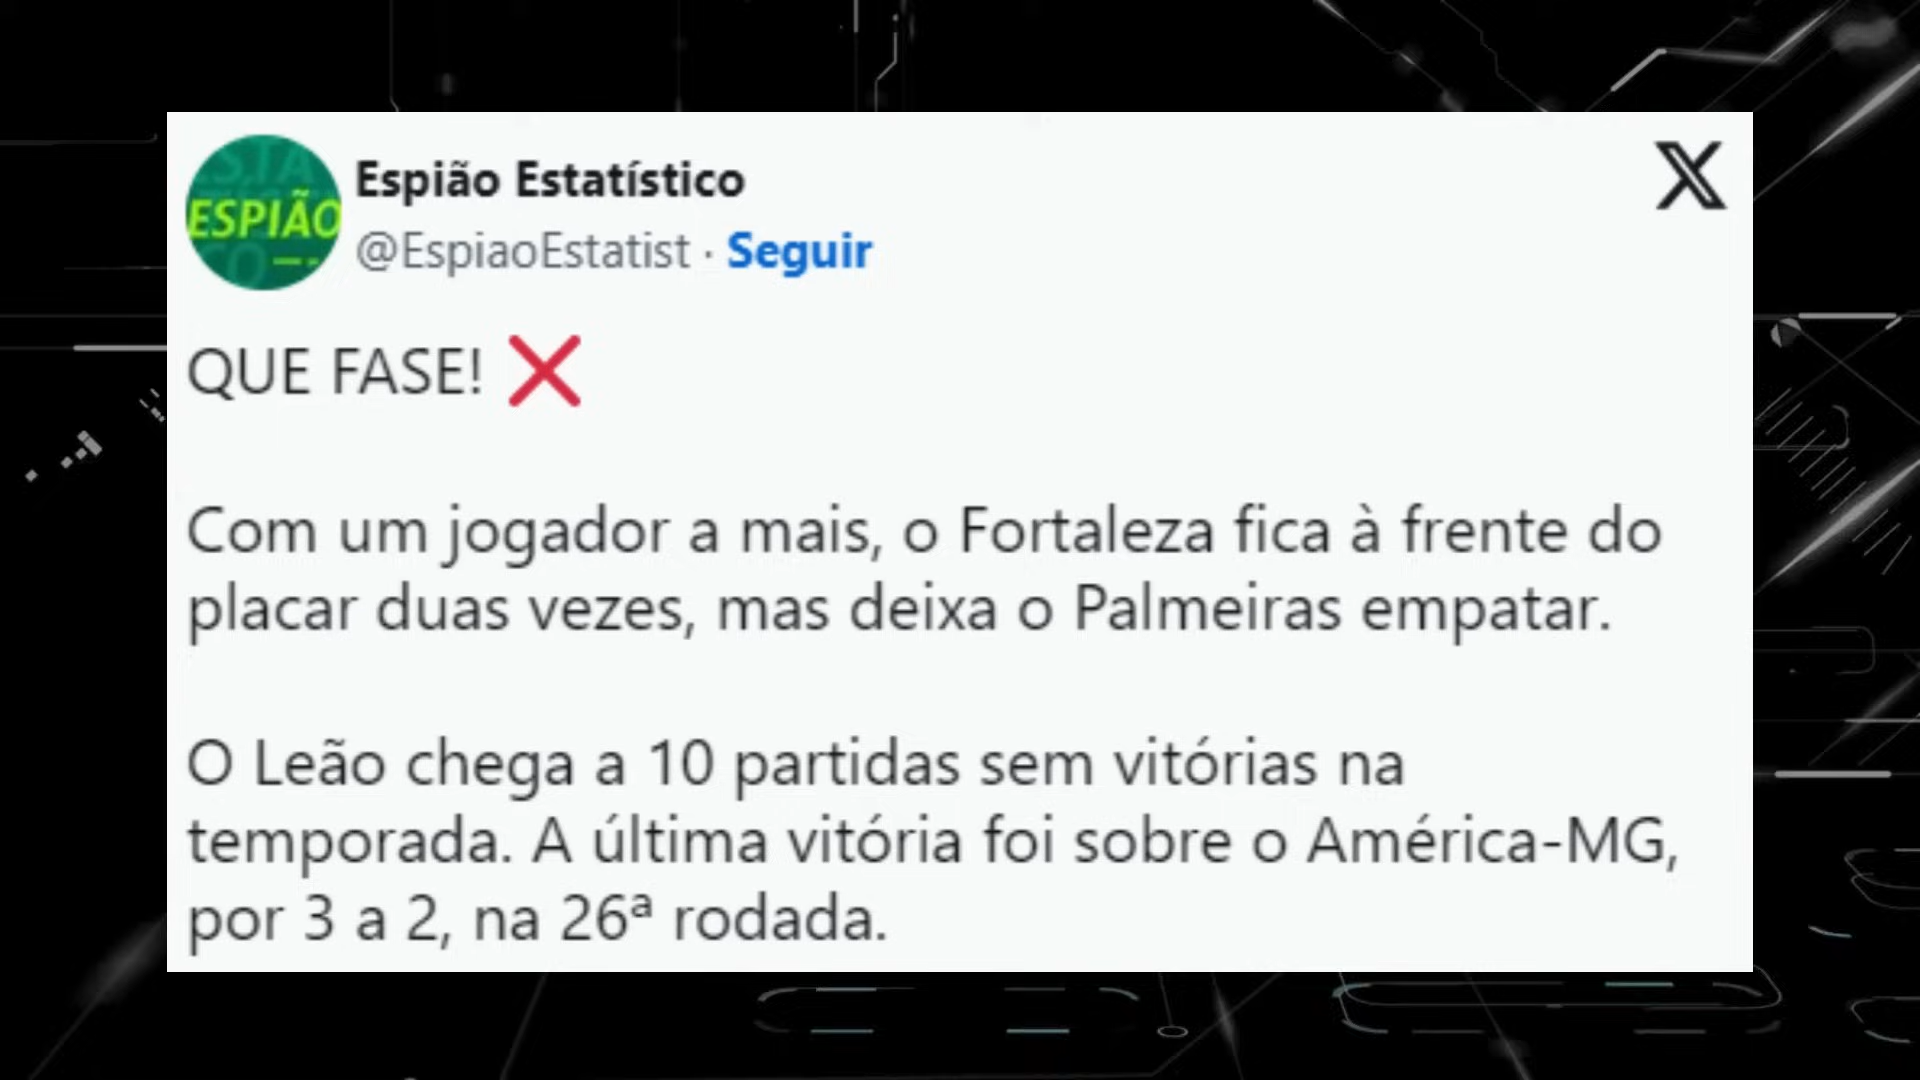 ESTA
ESPIÃO
CO
Espião Estatístico
@EspiaoEstatist · Seguir
QUE FASE! ❌
Com um jogador a mais, o Fortaleza fica à frente do
placar duas vezes, mas deixa o Palmeiras empatar.
O Leão chega a 10 partidas sem vitórias na
temporada. A última vitória foi sobre o América-MG,
por 3 a 2, na 26ª rodada.